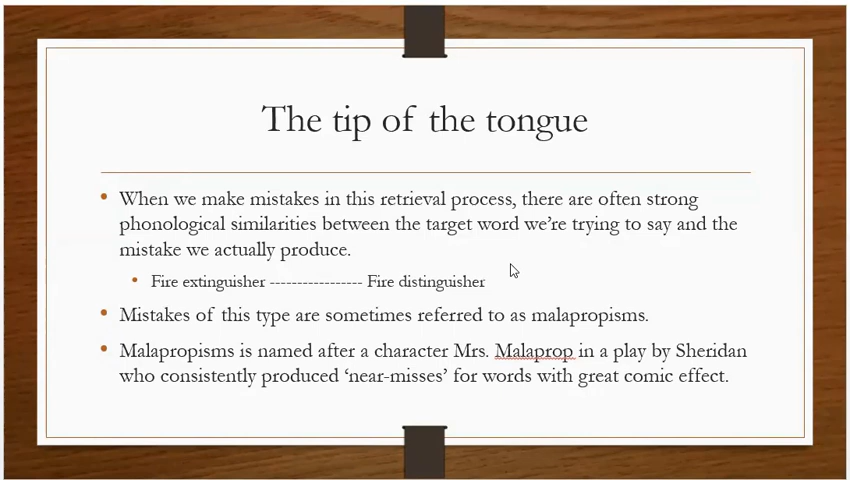 The tip of the tongue
When we make mistakes in this retrieval process, there are often strong
phonological similarities between the target word we're trying to say and the
mistake we actually produce.
Fire extinguisher ----------------- Fire distinguisher
Mistakes of this type are sometimes referred to as malapropisms.
Malapropisms is named after a character Mrs. Malaprop in a play by Sheridan
who consistently produced 'near-misses' for words with great comic effect.